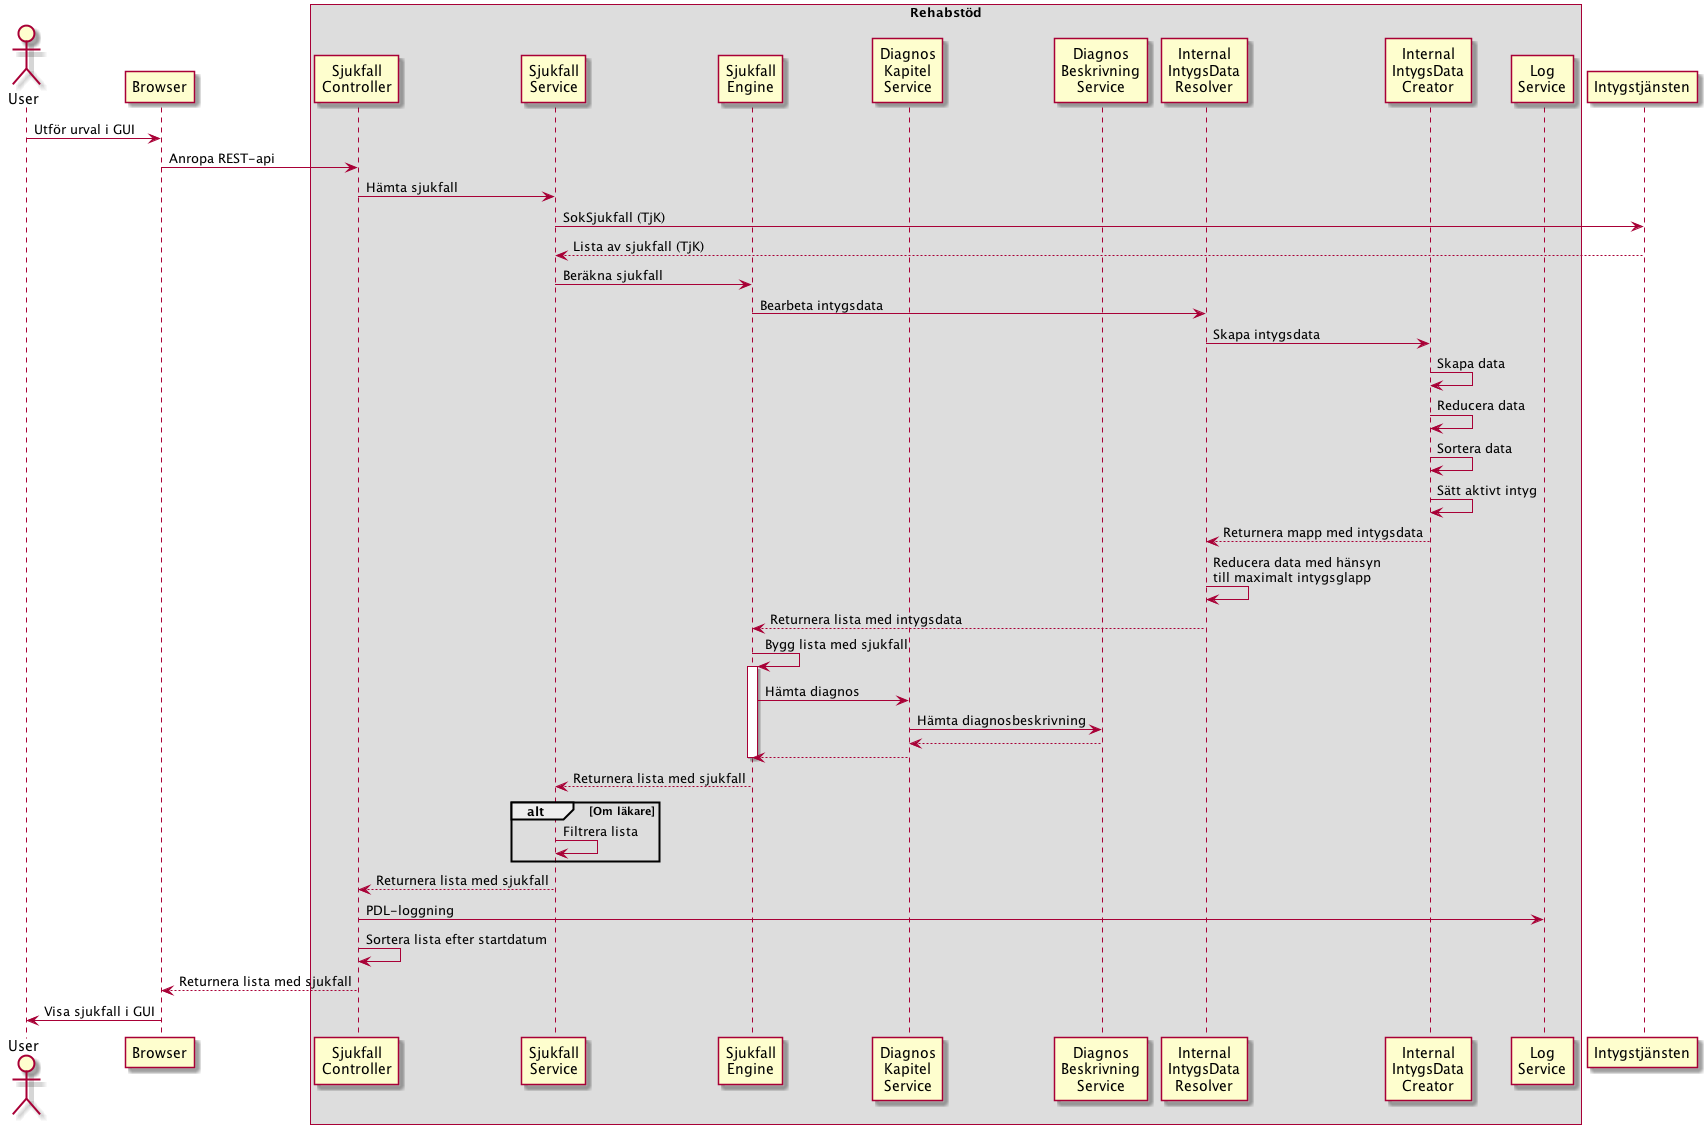 Rehabstöd
User
Browser
Sjukfall
Controller
Sjukfall
Service
Sjukfall
Engine
Diagnos
Kapitel
Service
Diagnos
Beskrivning
Service
Internal
IntygsData
Resolver
Internal
IntygsData
Creator
Log
Service
Intygstjänsten
Utför urval i GUI
Anropa REST-api
Hämta sjukfall
SokSjukfall (TjK)
Lista av sjukfall (TjK)
Beräkna sjukfall
Bearbeta intygsdata
Skapa intygsdata
Skapa data
Reducera data
Sortera data
Sätt aktivt intyg
Returnera mapp med intygsdata
Reducera data med hänsyn
till maximalt intygsglapp
Returnera lista med intygsdata
Bygg lista med sjukfall
Hämta diagnos
Hämta diagnosbeskrivning
Returnera lista med sjukfall
alt [Om läkare]
Filtrera lista
Returnera lista med sjukfall
PDL-loggning
Sortera lista efter startdatum
Returnera lista med sjukfall
Visa sjukfall i GUI
User
Browser
Sjukfall
Controller
Sjukfall
Service
Sjukfall
Engine
Diagnos
Kapitel
Service
Diagnos
Beskrivning
Service
Internal
IntygsData
Resolver
Internal
IntygsData
Creator
Log
Service
Intygstjänsten